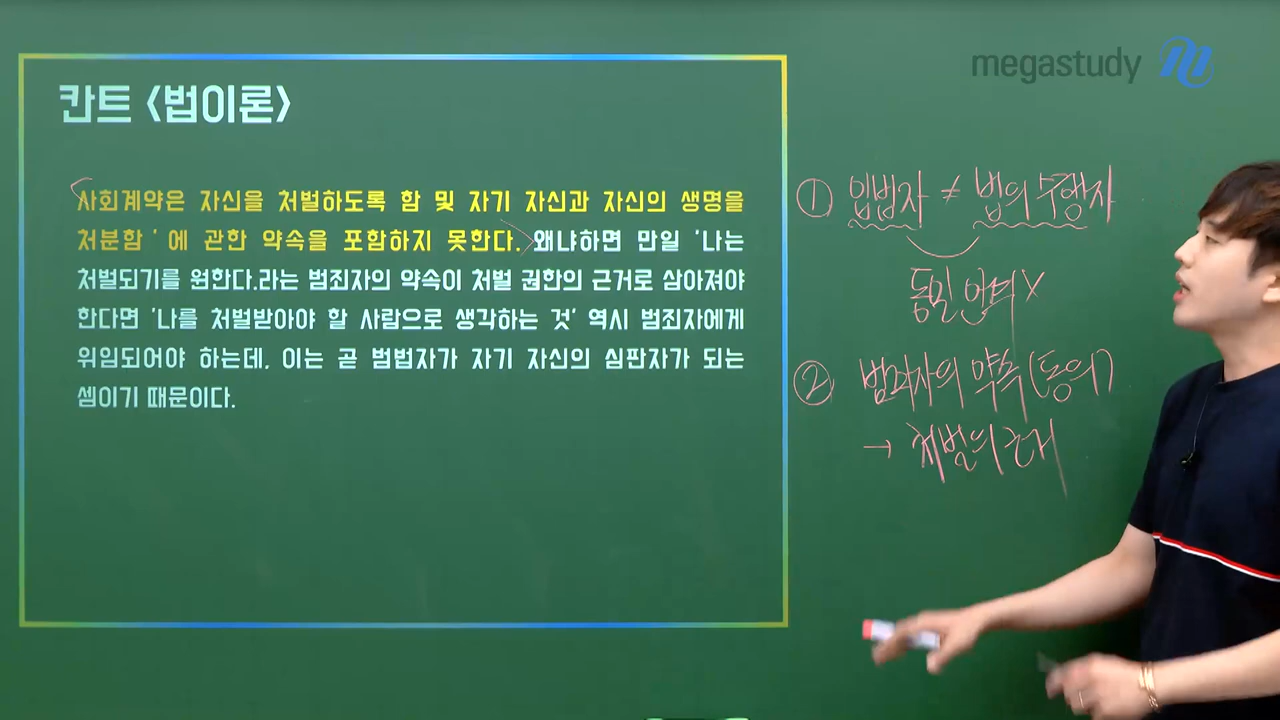 megastudy
칸트 <법이론>
사회계약은 자신을 처벌하도록 함 및 자기 자신과 자신의 생명을
처분함 ' 에 관한 약속을 포함하지 못한다. 왜냐하면 만일 '나는
처벌되기를 원한다.라는 범죄자의 약속이 처벌 권한의 근거로 삼아져야
한다면 '나를 처벌받아야 할 사람으로 생각하는 것' 역시 범죄자에게
위임되어야 하는데, 이는 곧 범법자가 자기 자신의 심판자가 되는
셈이기 때문이다.
① 입법자 ≠ 법의 수행자
동일 인격 X
② 범죄자의 약속(동의)
→ 처벌의 근거